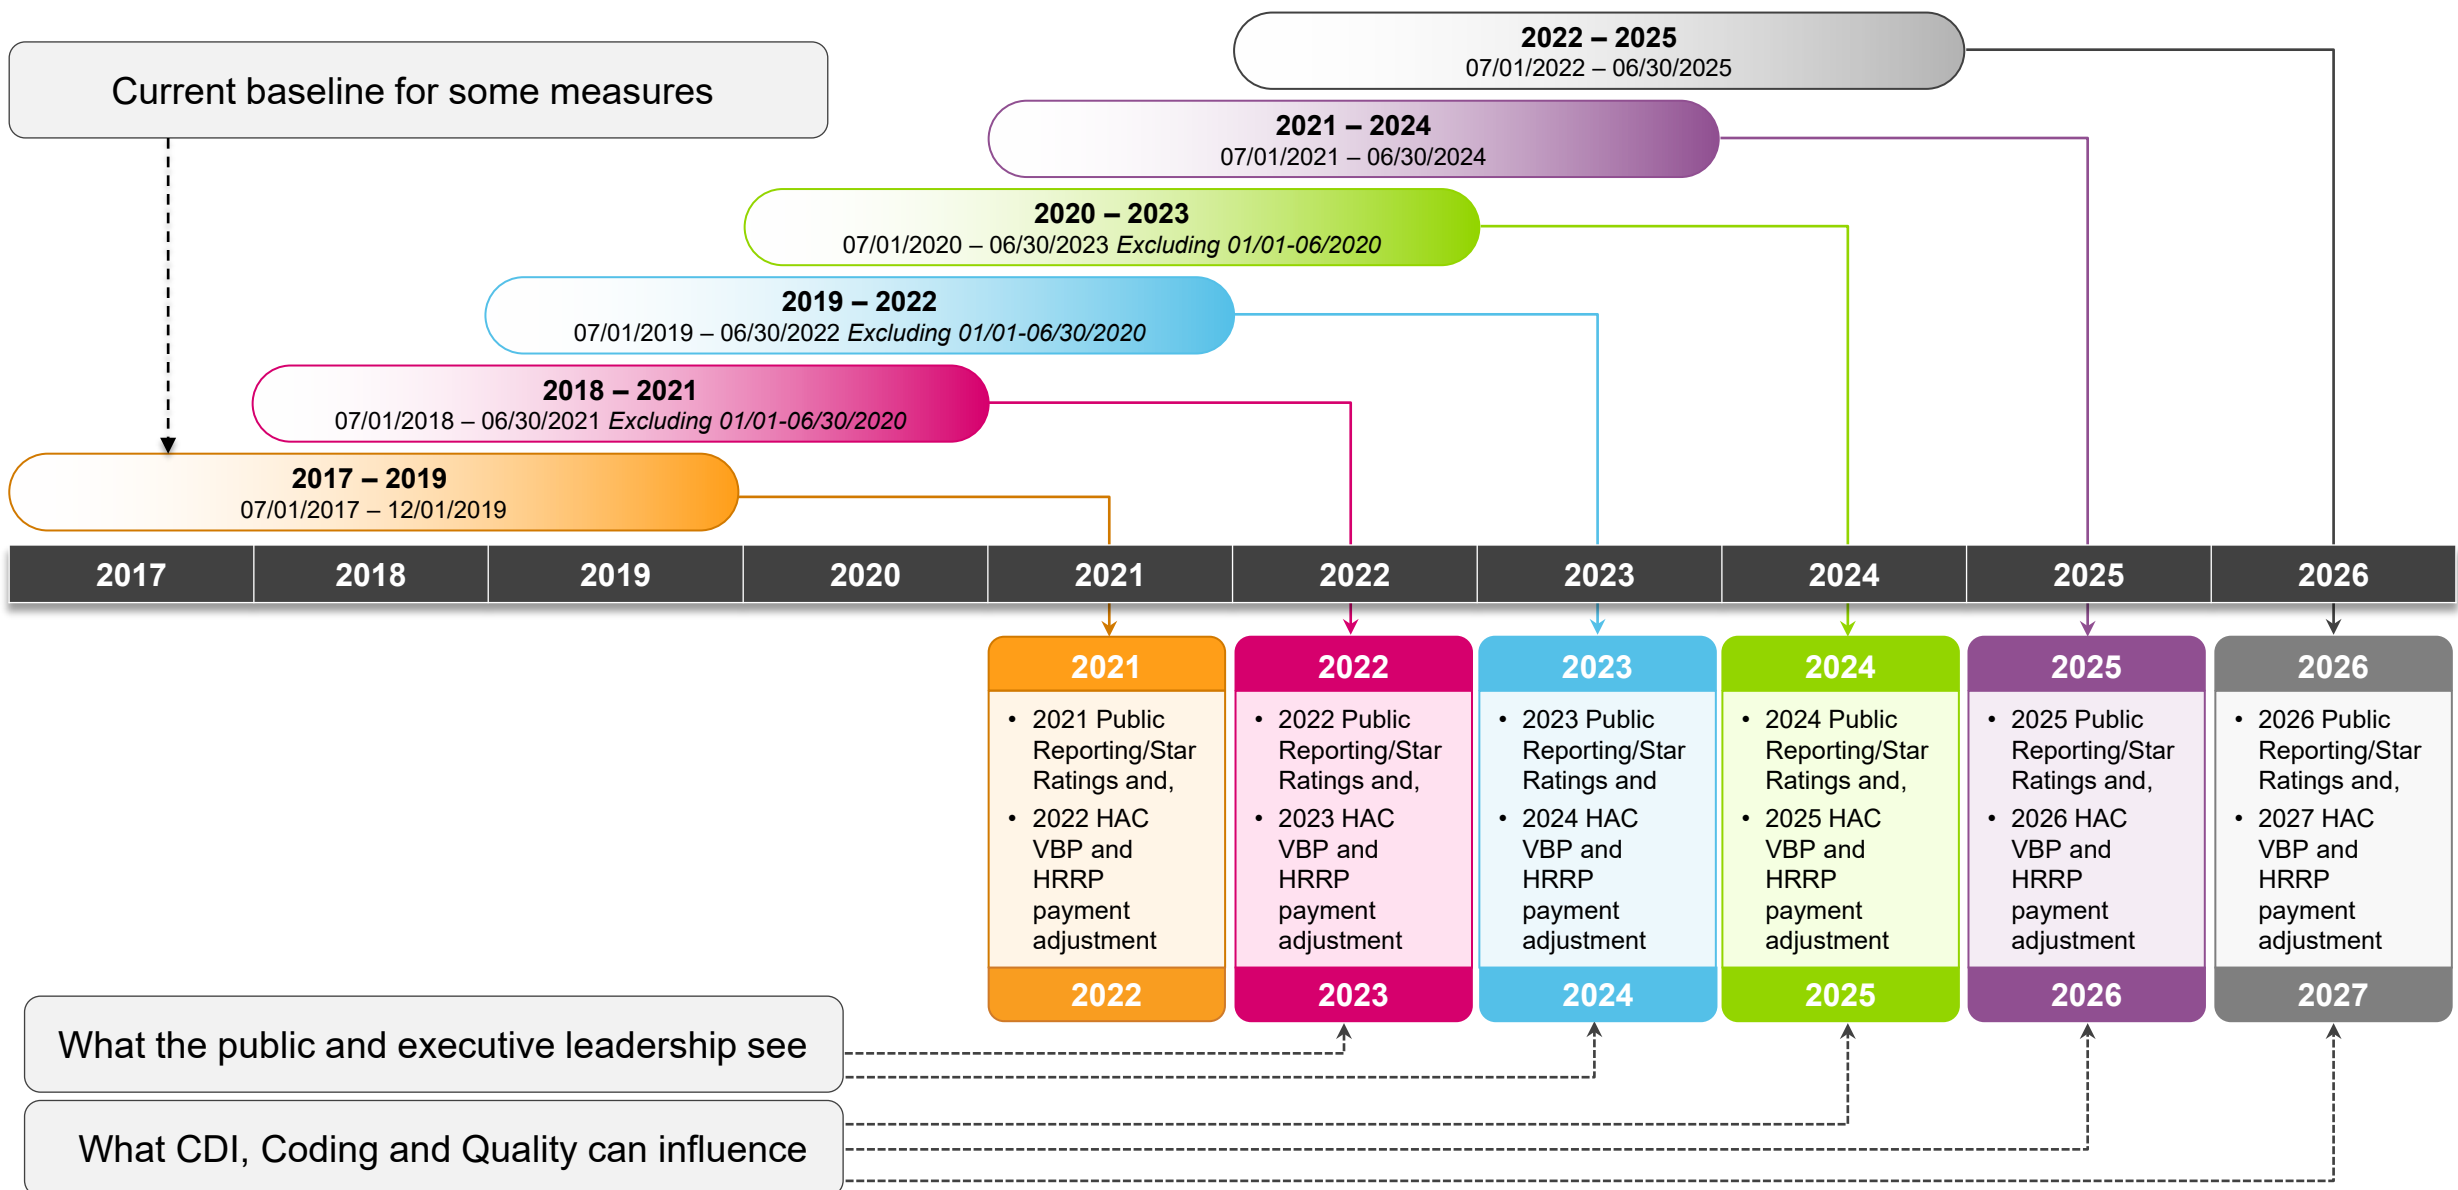 2022 – 2025
07/01/2022 – 06/30/2025
Current baseline for some measures
2021 – 2024
07/01/2021 – 06/30/2024
2020 – 2023
07/01/2020 – 06/30/2023 Excluding 01/01-06/2020
2019 – 2022
07/01/2019 – 06/30/2022 Excluding 01/01-06/30/2020
2018 – 2021
07/01/2018 – 06/30/2021 Excluding 01/01-06/30/2020
2017 – 2019
07/01/2017 – 12/01/2019
2017 2018 2019 2020 2021 2022 2023 2024 2025 2026
2021
• 2021 Public
Reporting/Star
Ratings and,
• 2022 HAC
VBP and
HRRP
payment
adjustment
2022
2022
• 2022 Public
Reporting/Star
Ratings and,
• 2023 HAC
VBP and
HRRP
payment
adjustment
2023
2023
• 2023 Public
Reporting/Star
Ratings and
• 2024 HAC
VBP and
HRRP
payment
adjustment
2024
2024
• 2024 Public
Reporting/Star
Ratings and,
• 2025 HAC
VBP and
HRRP
payment
adjustment
2025
2025
• 2025 Public
Reporting/Star
Ratings and,
• 2026 HAC
VBP and
HRRP
payment
adjustment
2026
2026
• 2026 Public
Reporting/Star
Ratings and,
• 2027 HAC
VBP and
HRRP
payment
adjustment
2027
What the public and executive leadership see
What CDI, Coding and Quality can influence